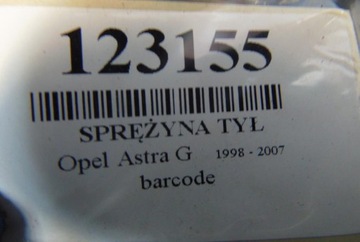 123155
SPRĘŻYNA TYŁ
Opel Astra G 1998 - 2007
barcode